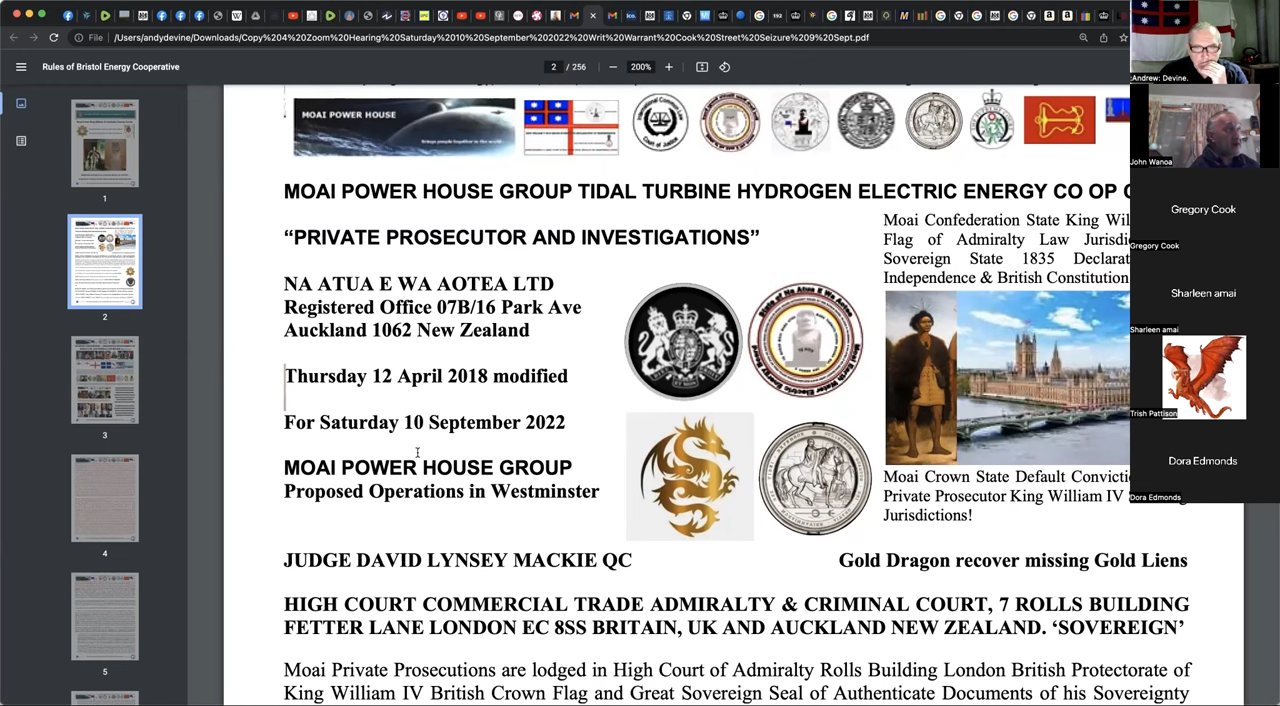 File
/Users/andydevine/Downloads/Copy%204%20Zoom%20Hearing%20Saturday%2010%20September%202022%20Writ%20Warrant%20Cook%20Street%20Seizure%209%20Sept.pdf
Rules of Bristol Energy Cooperative
2 / 256
200%
1
2
3
4
5
MOAI POWER HOUSE
MOAI POWER HOUSE GROUP TIDAL TURBINE HYDROGEN ELECTRIC ENERGY CO OP
“PRIVATE PROSECUTOR AND INVESTIGATIONS”
NA ATUA E WA AOTEA LTD
Registered Office 07B/16 Park Ave
Auckland 1062 New Zealand
Thursday 12 April 2018 modified
For Saturday 10 September 2022
MOAI POWER HOUSE GROUP
Proposed Operations in Westminster
Moai Confederation State King Wil
Flag of Admiralty Law Jurisdi
Sovereign State 1835 Declarat
Independence & British Constitution
Moai Crown State Default Convicti
Private Prosecutor King William IV
Jurisdictions!
JUDGE DAVID LYNSEY MACKIE QC
Gold Dragon recover missing Gold Liens
HIGH COURT COMMERCIAL TRADE ADMIRALTY & CRIMINAL COURT, 7 ROLLS BUILDING
FETTER LANE LONDON EC 8SS BRITAIN, UK AND AUCKLAND NEW ZEALAND. ‘SOVEREIGN’
Moai Private Prosecutions are lodged in High Court of Admiralty Rolls Building London British Protectorate of
King William IV British Crown Flag and Great Sovereign Seal of Authenticate Documents of his Sovereignty
:Andrew: Devine.
John Wanoa
Gregory Cook
Gregory Cook
Sharleen amai
Sharleen amai
Trish Pattison
Dora Edmonds
Dora Edmonds